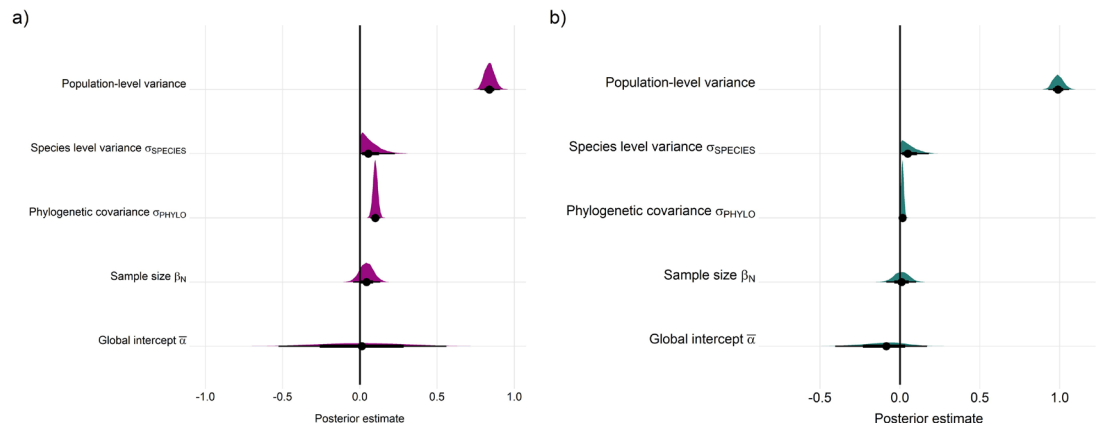 a)
Population-level variance
Species level variance σSPECIES
Phylogenetic covariance σPHYLO
Sample size βN
Global intercept α̅
-1.0 -0.5 0.0 0.5 1.0
Posterior estimate
b)
Population-level variance
Species level variance σSPECIES
Phylogenetic covariance σPHYLO
Sample size βN
Global intercept α̅
-0.5 0.0 0.5 1.0
Posterior estimate